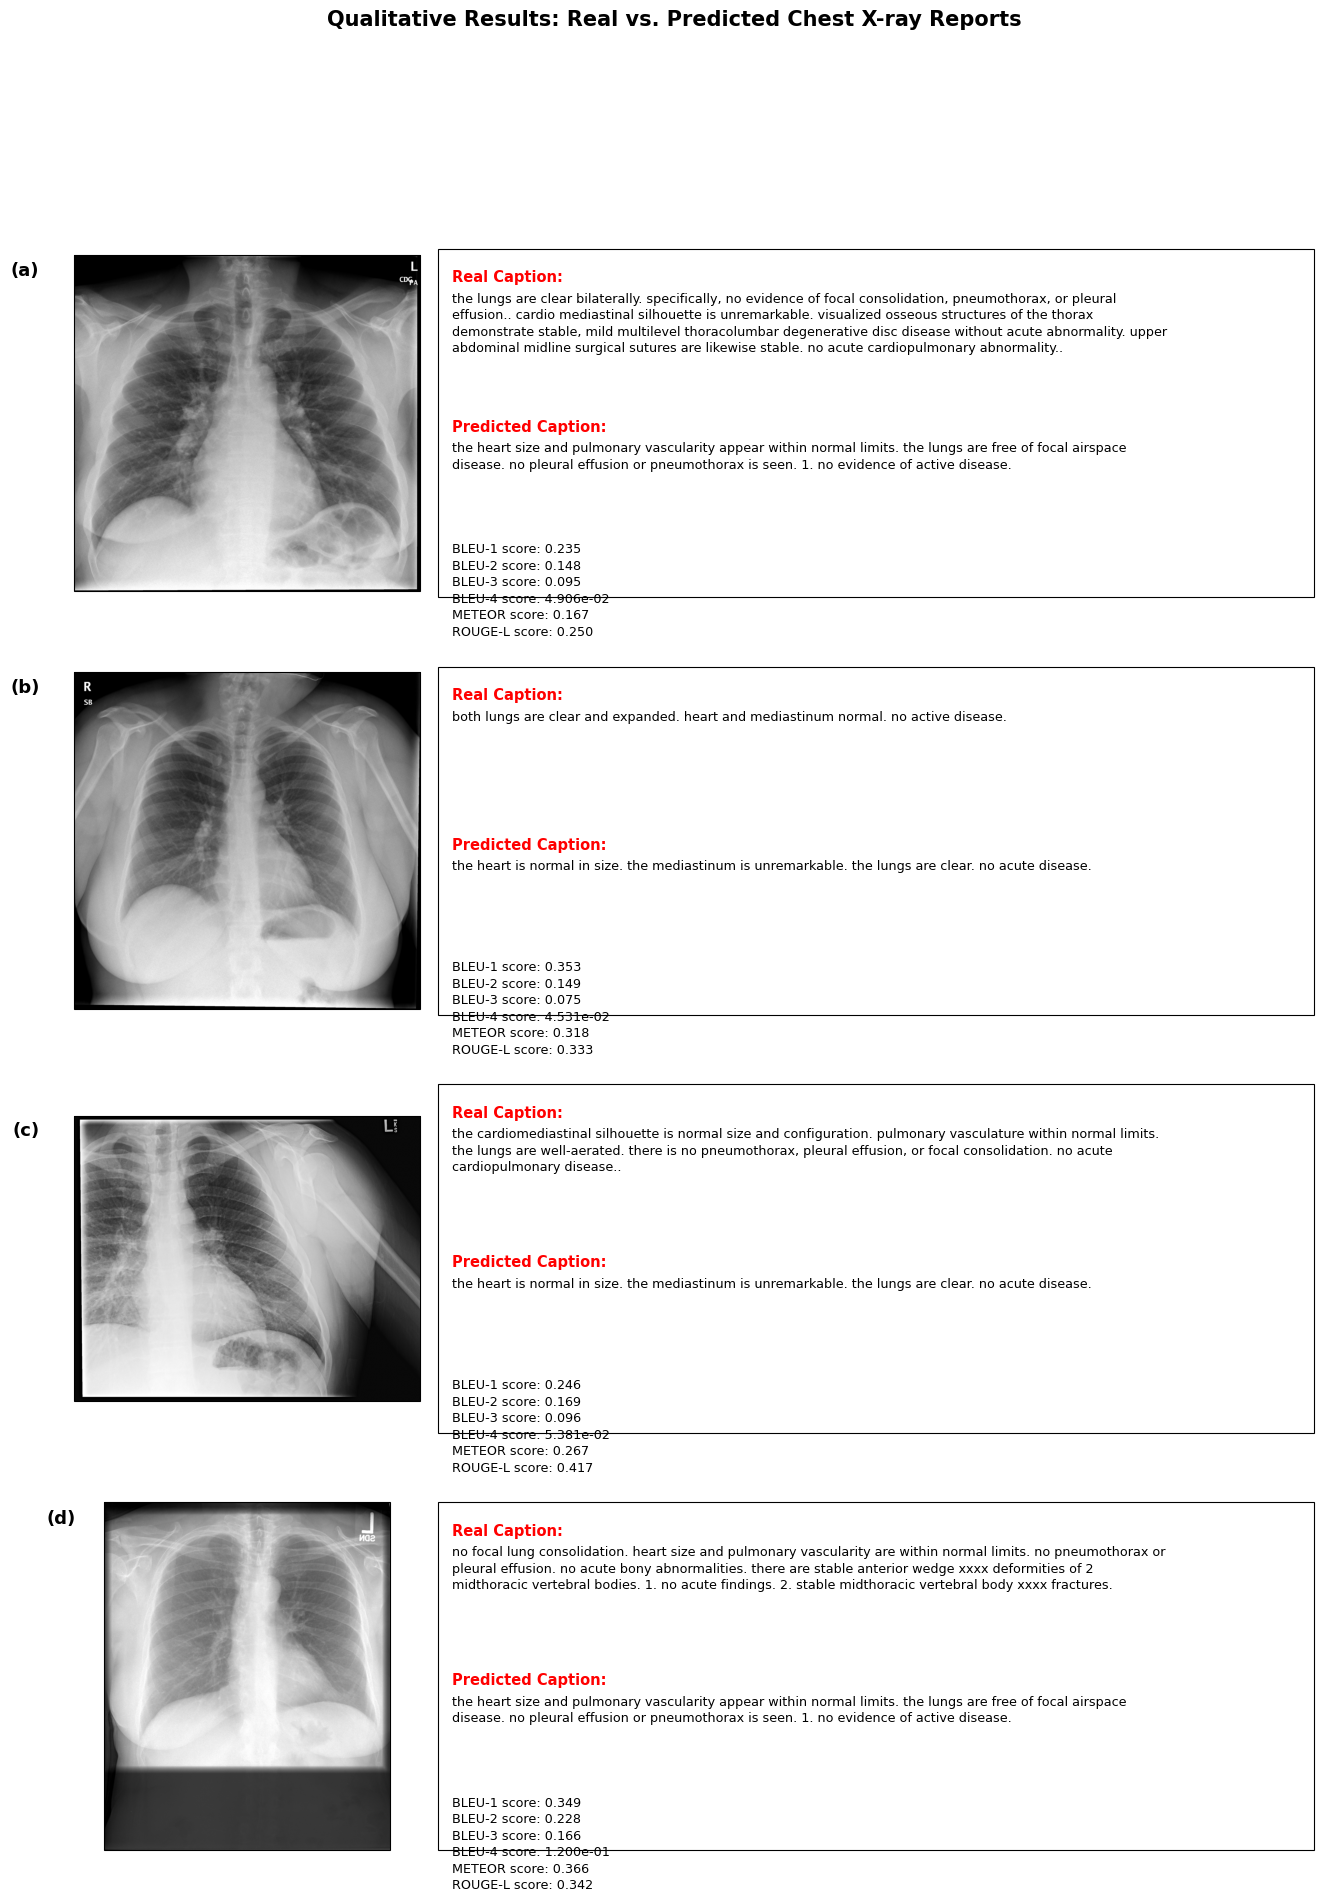 Qualitative Results: Real vs. Predicted Chest X-ray Reports
(a)
L
CDG
PA
Real Caption:
the lungs are clear bilaterally. specifically, no evidence of focal consolidation, pneumothorax, or pleural
effusion.. cardio mediastinal silhouette is unremarkable. visualized osseous structures of the thorax
demonstrate stable, mild multilevel thoracolumbar degenerative disc disease without acute abnormality. upper
abdominal midline surgical sutures are likewise stable. no acute cardiopulmonary abnormality..
Predicted Caption:
the heart size and pulmonary vascularity appear within normal limits. the lungs are free of focal airspace
disease. no pleural effusion or pneumothorax is seen. 1. no evidence of active disease.
BLEU-1 score: 0.235
BLEU-2 score: 0.148
BLEU-3 score: 0.095
BLEU-4 score: 4.906e-02
METEOR score: 0.167
ROUGE-L score: 0.250
(b)
R
SB
Real Caption:
both lungs are clear and expanded. heart and mediastinum normal. no active disease.
Predicted Caption:
the heart is normal in size. the mediastinum is unremarkable. the lungs are clear. no acute disease.
BLEU-1 score: 0.353
BLEU-2 score: 0.149
BLEU-3 score: 0.075
BLEU-4 score: 4.531e-02
METEOR score: 0.318
ROUGE-L score: 0.333
(c)
L
Real Caption:
the cardiomediastinal silhouette is normal size and configuration. pulmonary vasculature within normal limits.
the lungs are well-aerated. there is no pneumothorax, pleural effusion, or focal consolidation. no acute
cardiopulmonary disease..
Predicted Caption:
the heart is normal in size. the mediastinum is unremarkable. the lungs are clear. no acute disease.
BLEU-1 score: 0.246
BLEU-2 score: 0.169
BLEU-3 score: 0.096
BLEU-4 score: 5.381e-02
METEOR score: 0.267
ROUGE-L score: 0.417
(d)
L
NGS
Real Caption:
no focal lung consolidation. heart size and pulmonary vascularity are within normal limits. no pneumothorax or
pleural effusion. no acute bony abnormalities. there are stable anterior wedge xxxx deformities of 2
midthoracic vertebral bodies. 1. no acute findings. 2. stable midthoracic vertebral body xxxx fractures.
Predicted Caption:
the heart size and pulmonary vascularity appear within normal limits. the lungs are free of focal airspace
disease. no pleural effusion or pneumothorax is seen. 1. no evidence of active disease.
BLEU-1 score: 0.349
BLEU-2 score: 0.228
BLEU-3 score: 0.166
BLEU-4 score: 1.200e-01
METEOR score: 0.366
ROUGE-L score: 0.342